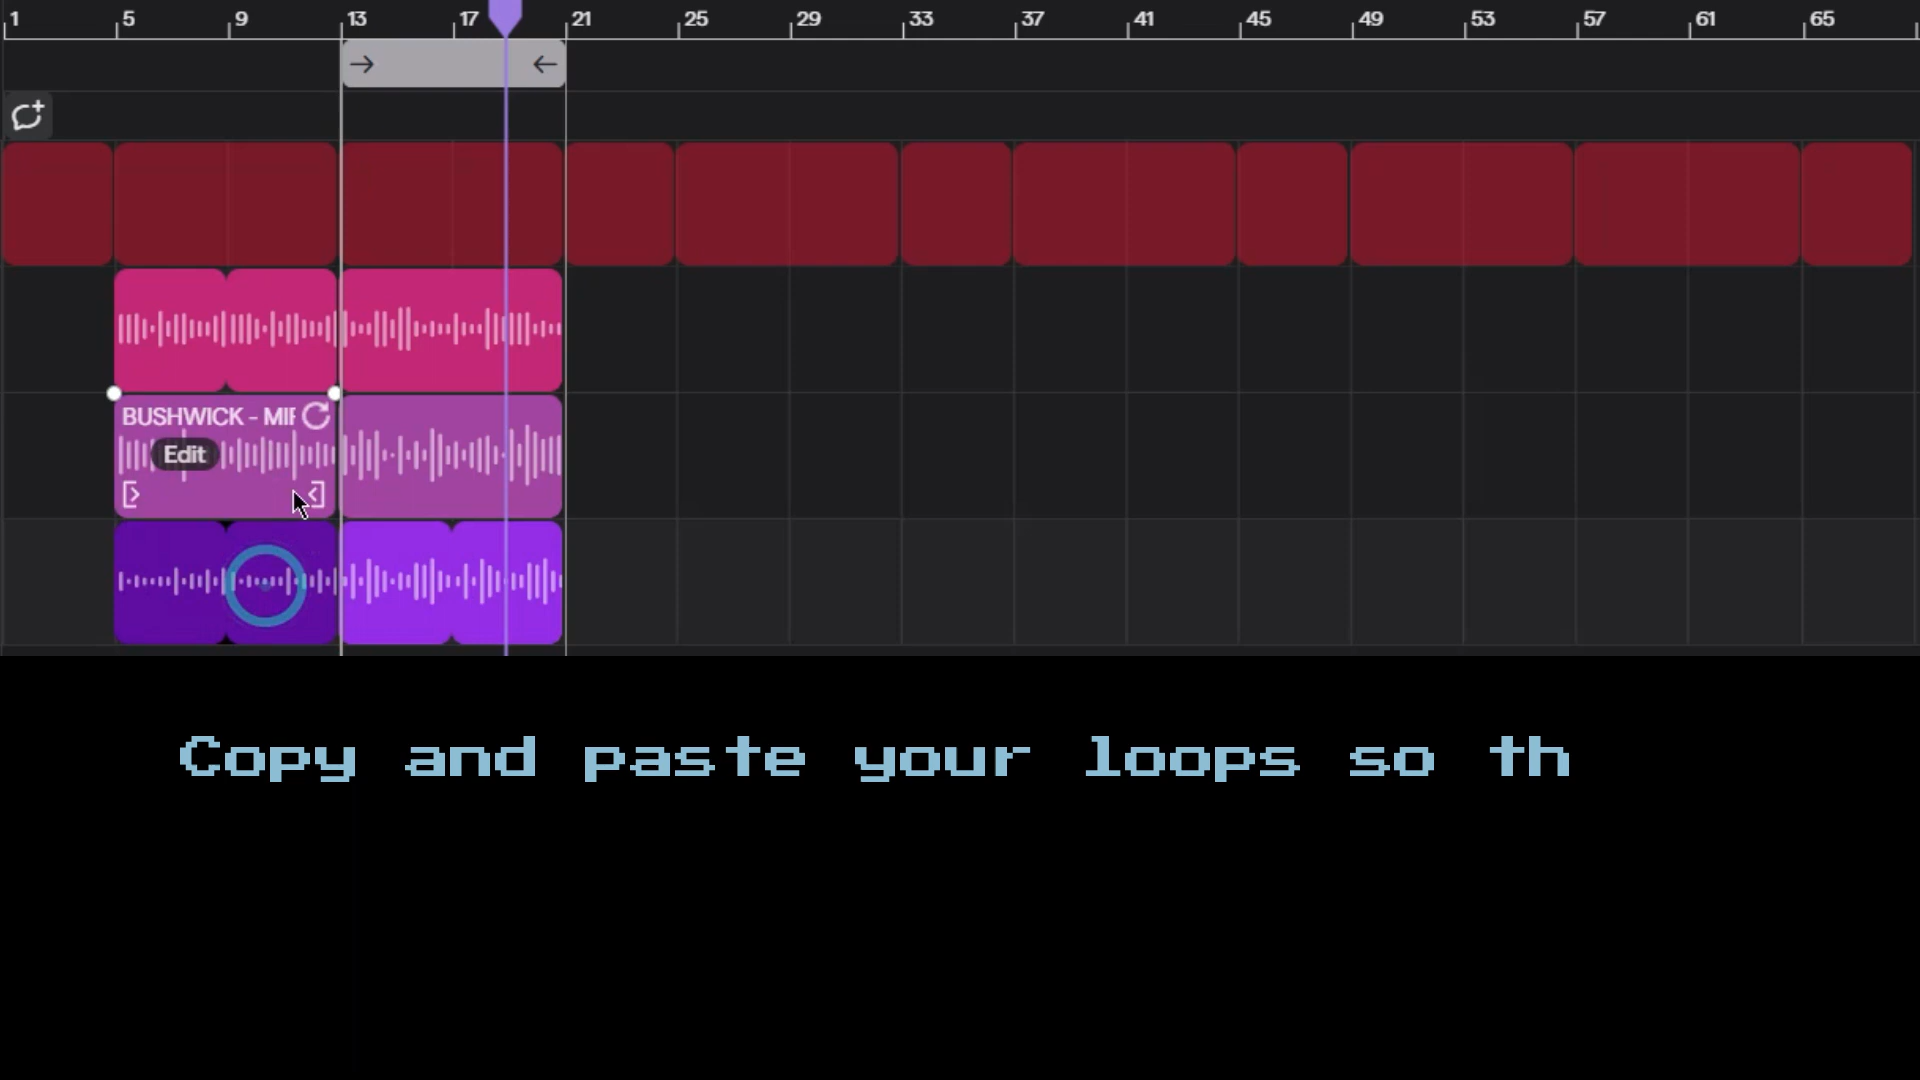 1 5 9 13 17 21 25 29 33 37 41 45 49 53 57 61 65
BUSHWICK - MIF
Edit
Copy and paste your loops so th